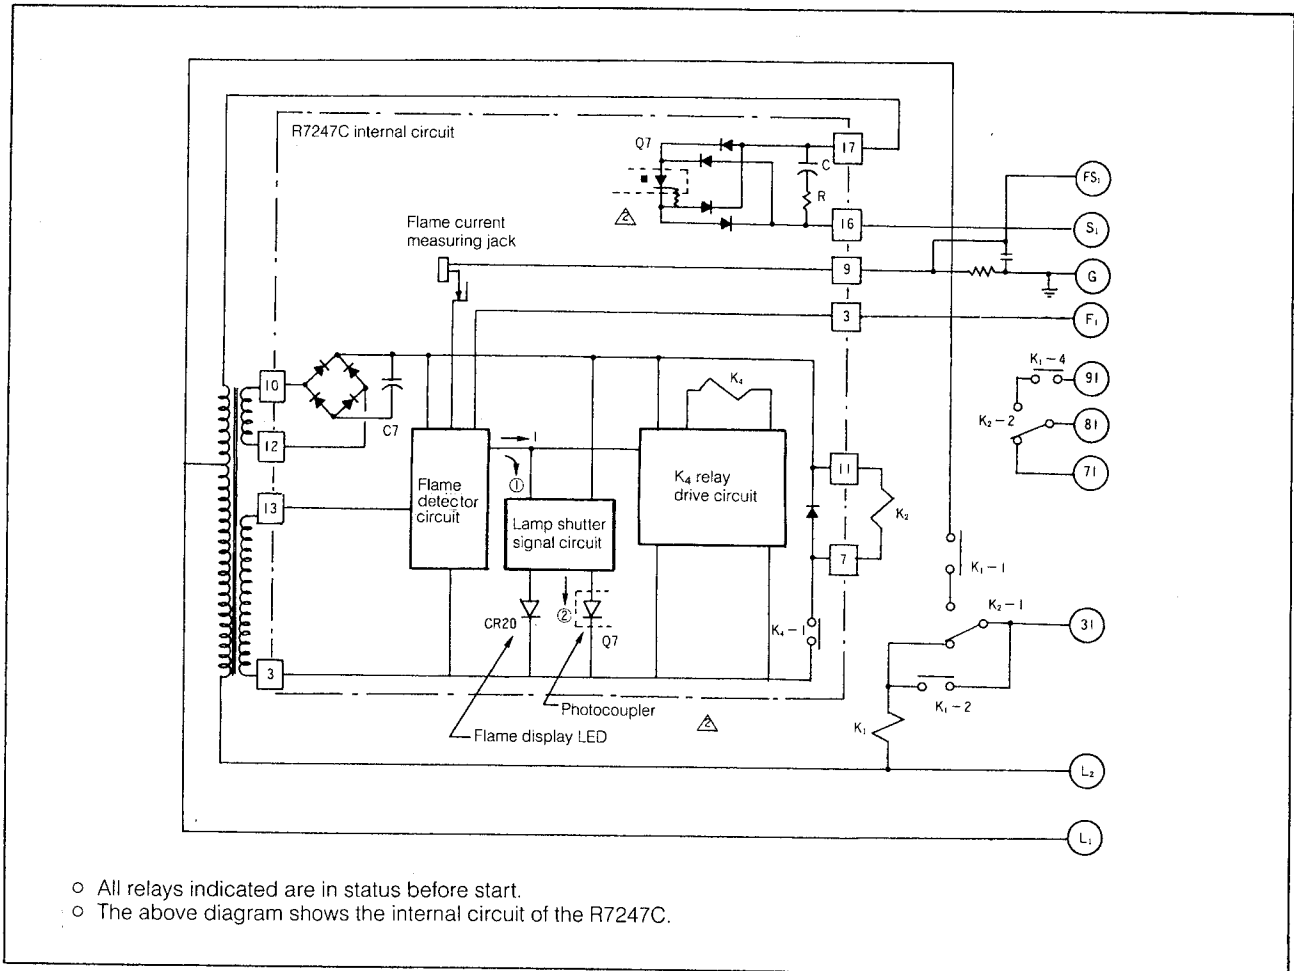 R7247C internal circuit
Q7
17
C
R
2
16
FS₁
S₁
Flame current
measuring jack
9
G
3
F₁
K₁-4
91
10
K₄
K₂-2
81
C7
12
I
71
11
①
Flame
detector
circuit
K₄ relay
drive circuit
K₂
13
Lamp shutter
signal circuit
7
K₁-1
②
K₂-1
CR20
Q7
K₄-1
31
3
K₁-2
Photocoupler
2
K₁
Flame display LED
L₂
L₁
○ All relays indicated are in status before start.
○ The above diagram shows the internal circuit of the R7247C.